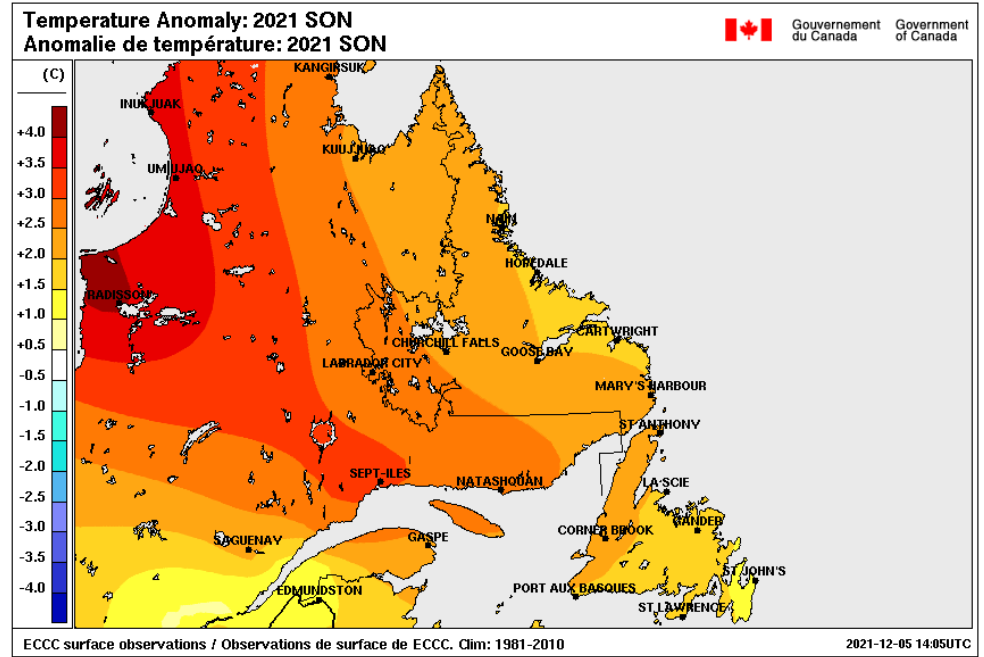 Temperature Anomaly: 2021 SON
Anomalie de température: 2021 SON
Gouvernement du Canada
Government of Canada
(C)
+4.0
+3.5
+3.0
+2.5
+2.0
+1.5
+1.0
+0.5
-0.5
-1.0
-1.5
-2.0
-2.5
-3.0
-3.5
-4.0
KANGIRSUK
INUKJUAK
KUUJJUAQ
UMIUJAQ
NAIN
HOPEDALE
RADISSON
CARTWRIGHT
CHURCHILL FALLS
GOOSE BAY
LABRADOR CITY
MARY'S HARBOUR
ST ANTHONY
SEPT-ILES
NATASHQUAN
LA SCIE
GANDER
CORNER BROOK
GASPE
SAGUENAY
ST JOHN'S
EDMUNDSTON
PORT AUX BASQUES
ST LAWRENCE
ECCC surface observations / Observations de surface de ECCC. Clim: 1981-2010
2021-12-05 14:05UTC